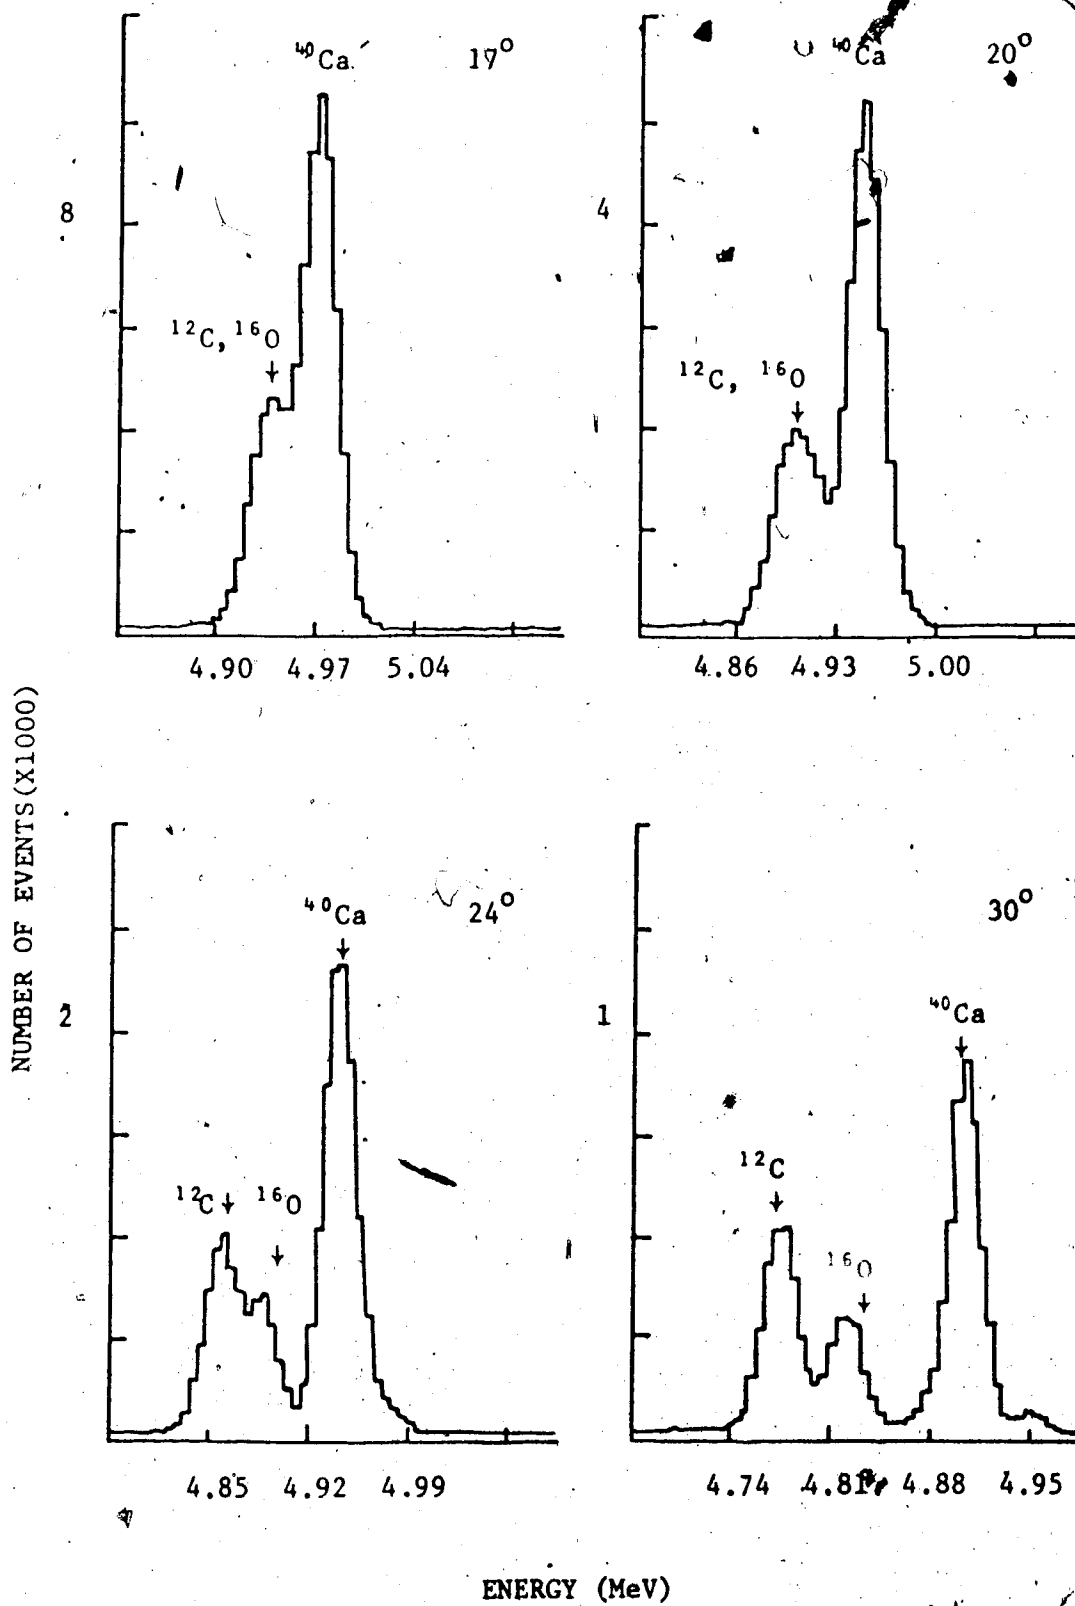 ⁴⁰Ca 17°
8
¹²C, ¹⁶O
4.90 4.97 5.04
⁴⁰Ca 20°
4
¹²C, ¹⁶O
4.86 4.93 5.00
NUMBER OF EVENTS(X1000)
⁴⁰Ca 24°
2
¹²C ¹⁶O
4.85 4.92 4.99
30°
⁴⁰Ca
1
¹²C
¹⁶O
4.74 4.81 4.88 4.95
ENERGY (MeV)